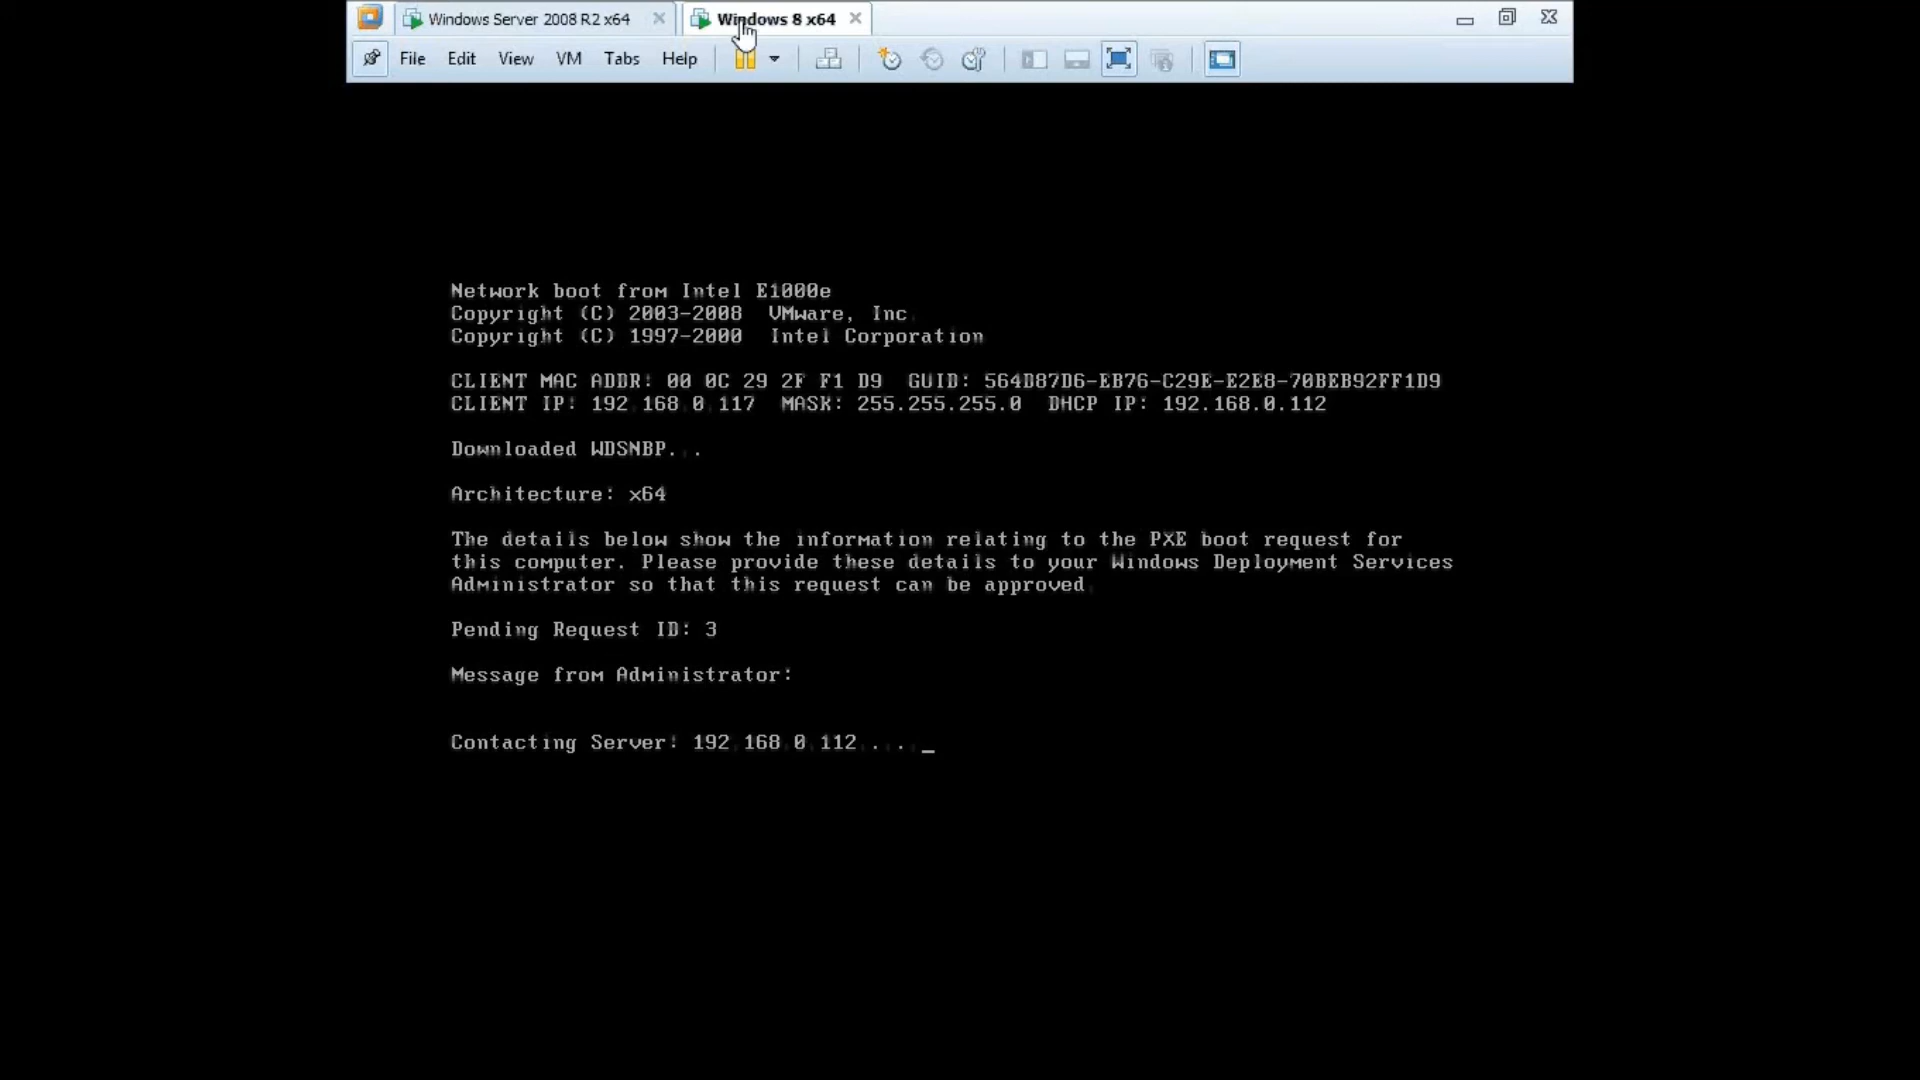 Windows Server 2008 R2 x64
Windows 8 x64
File Edit View VM Tabs Help
Network boot from Intel E1000e
Copyright (C) 2003-2008 VMware, Inc.
Copyright (C) 1997-2000 Intel Corporation
CLIENT MAC ADDR: 00 0C 29 2F F1 D9 GUID: 564D87D6-EB76-C29E-E2E8-70BEB92FF1D9
CLIENT IP: 192.168.0.117 MASK: 255.255.255.0 DHCP IP: 192.168.0.112
Downloaded WDSNBP...
Architecture: x64
The details below show the information relating to the PXE boot request for
this computer. Please provide these details to your Windows Deployment Services
Administrator so that this request can be approved.
Pending Request ID: 3
Message from Administrator:
Contacting Server: 192.168.0.112.... _